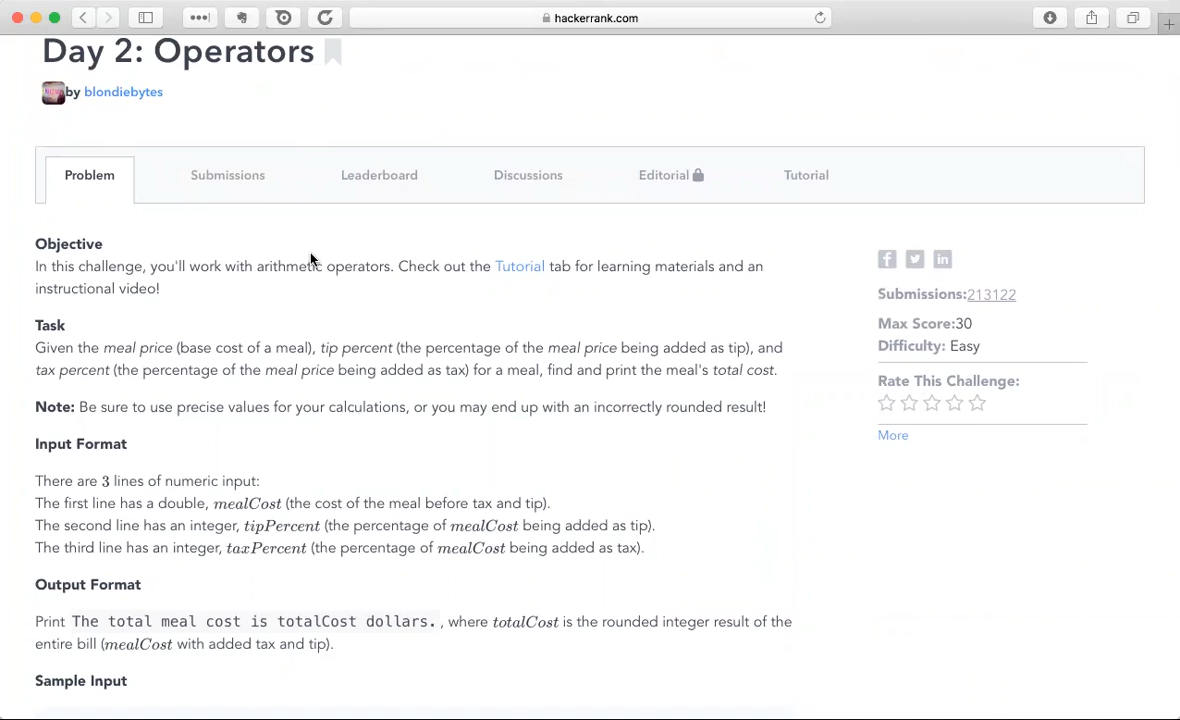 hackerrank.com
Day 2: Operators
by blondiebytes
Problem
Submissions
Leaderboard
Discussions
Editorial
Tutorial
Objective
In this challenge, you'll work with arithmetic operators. Check out the Tutorial tab for learning materials and an
instructional video!
Task
Given the meal price (base cost of a meal), tip percent (the percentage of the meal price being added as tip), and
tax percent (the percentage of the meal price being added as tax) for a meal, find and print the meal's total cost.
Note: Be sure to use precise values for your calculations, or you may end up with an incorrectly rounded result!
Input Format
There are 3 lines of numeric input:
The first line has a double, mealCost (the cost of the meal before tax and tip).
The second line has an integer, tipPercent (the percentage of mealCost being added as tip).
The third line has an integer, taxPercent (the percentage of mealCost being added as tax).
Output Format
Print The total meal cost is totalCost dollars. , where totalCost is the rounded integer result of the
entire bill (mealCost with added tax and tip).
Sample Input
Submissions:213122
Max Score:30
Difficulty: Easy
Rate This Challenge:
More